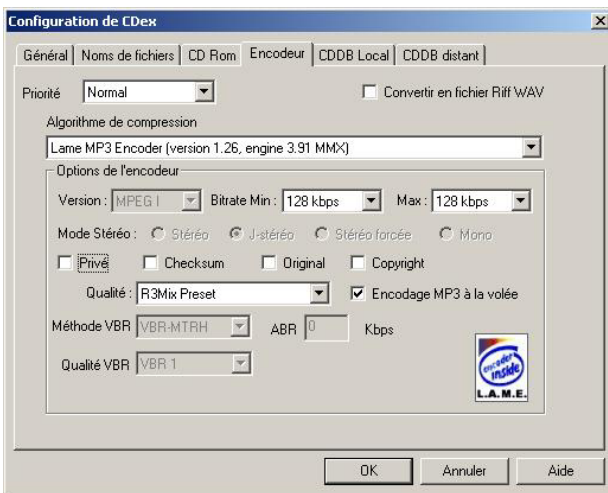 Configuration de CDex
Général Noms de fichiers CD Rom Encodeur CDDB Local CDDB distant
Priorité Normal Convertir en fichier Riff WAV
Algorithme de compression
Lame MP3 Encoder (version 1.26, engine 3.91 MMX)
Options de l'encodeur
Version : MPEG I Bitrate Min : 128 kbps Max : 128 kbps
Mode Stéréo : Stéréo J-stéréo Stéréo forcée Mono
Privé Checksum Original Copyright
Qualité : R3Mix Preset Encodage MP3 à la volée
Méthode VBR VBR-MTRH ABR 0 Kbps
Qualité VBR VBR 1
encoder
inside
L.A.M.E.
OK Annuler Aide